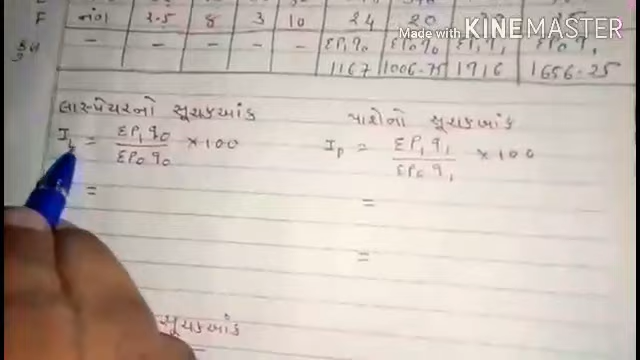 Made With KINEMASTER
F નંગ 2.5 8 3 10 24 20
કુલ - - - - ΣP₁q₀ ΣP₀q₀ ΣP₁q₁ ΣP₀q₁
1167 1006.75 1716 1656.25
લાસ્પેયરનો સૂચકઆંક
I = ΣP₁q₀ / ΣP₀q₀ × 100
=
પાશેનો સૂચકઆંક
Iₚ = ΣP₁q₁ / ΣP₀q₁ × 100
=
=
સૂચકઆંક